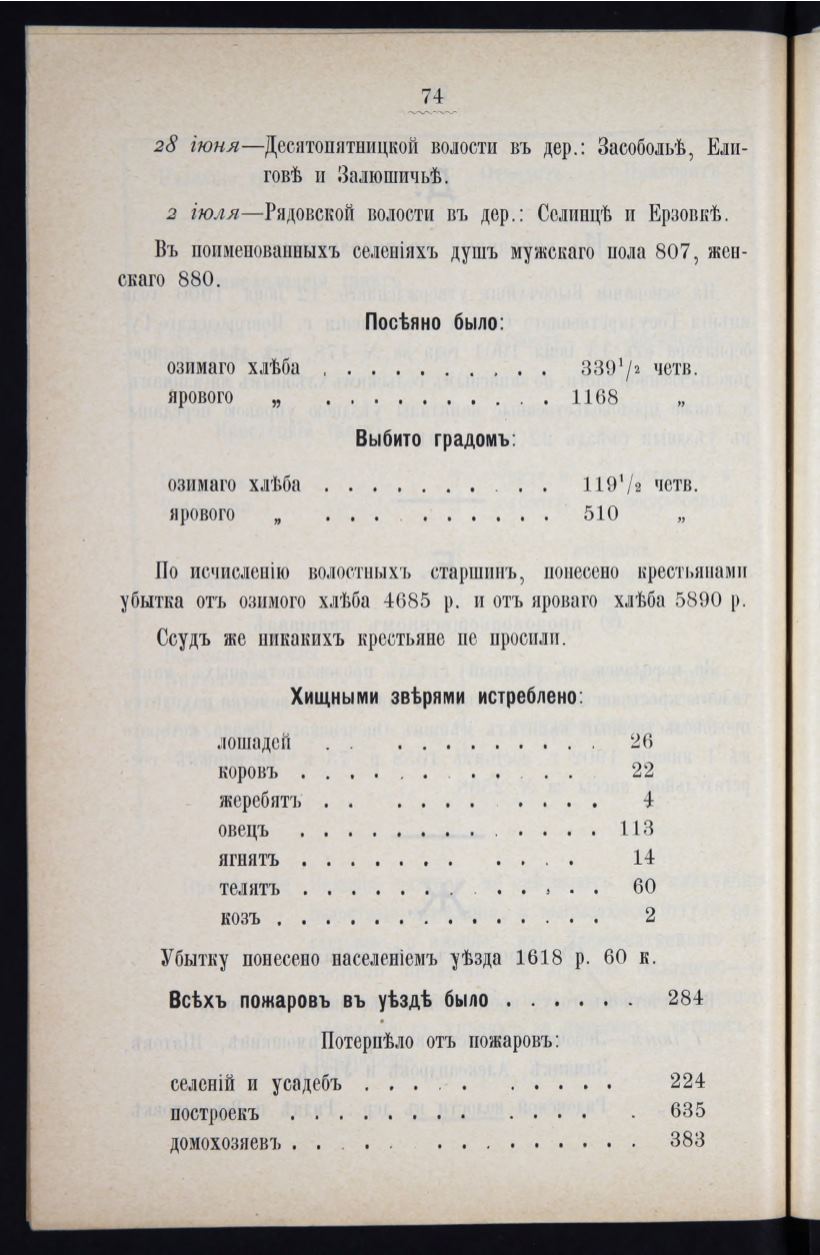 74
28 іюня—Десятопятницкой волости въ дер.: Засобольѣ, Ели-
говѣ и Залюшичьѣ.
2 іюля—Рядовской волости въ дер.: Селинцѣ и Ерзовкѣ.
Въ поименованныхъ селеніяхъ душъ мужскаго пола 807, жен-
скаго 880.
Посѣяно было:
озимаго хлѣба . . . . . . . . . . 339¹/₂ четв.
ярового „ . . . . . . . . . . 1168 „
Выбито градомъ:
озимаго хлѣба . . . . . . . . . . 119¹/₂ четв.
ярового „ . . . . . . . . . . 510 „
По исчисленію волостныхъ старшинъ, понесено крестьянами
убытка отъ озимого хлѣба 4685 р. и отъ яроваго хлѣба 5890 р.
Ссудъ же никакихъ крестьяне не просили.
Хищными звѣрями истреблено:
лошадей . . . . . . . . . . 26
коровъ . . . . . . . . . . 22
жеребятъ . . . . . . . . . . 4
овецъ . . . . . . . . . . . . 113
ягнятъ . . . . . . . . . . . 14
телятъ . . . . . . . . . . . 60
козъ . . . . . . . . . . . . . 2
Убытку понесено населеніемъ уѣзда 1618 р. 60 к.
Всѣхъ пожаровъ въ уѣздѣ было . . . . . . 284
Потерпѣло отъ пожаровъ:
селеній и усадебъ . . . . . . . . . . 224
построекъ . . . . . . . . . . . . 635
домохозяевъ . . . . . . . . . . . . 383